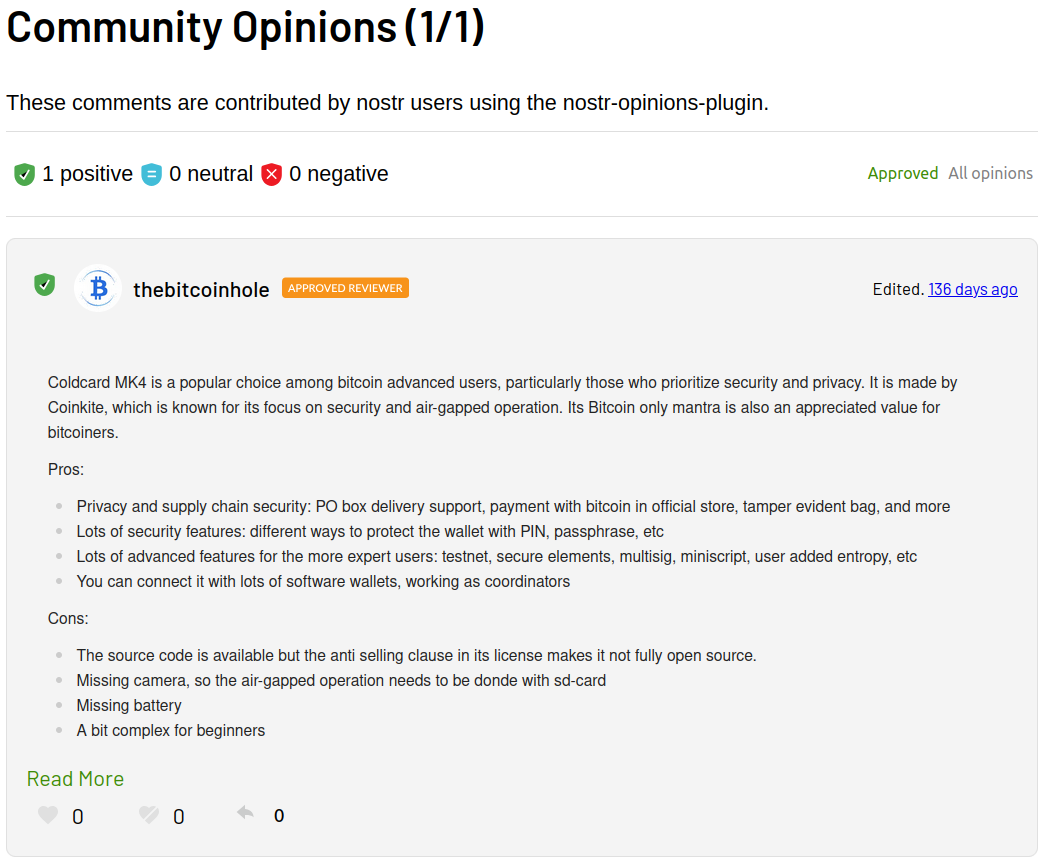 Community Opinions (1/1)
These comments are contributed by nostr users using the nostr-opinions-plugin.
1 positive 0 neutral 0 negative
Approved All opinions
thebitcoinhole APPROVED REVIEWER
Edited. 136 days ago
Coldcard MK4 is a popular choice among bitcoin advanced users, particularly those who prioritize security and privacy. It is made by
Coinkite, which is known for its focus on security and air-gapped operation. Its Bitcoin only mantra is also an appreciated value for
bitcoiners.
Pros:
Privacy and supply chain security: PO box delivery support, payment with bitcoin in official store, tamper evident bag, and more
Lots of security features: different ways to protect the wallet with PIN, passphrase, etc
Lots of advanced features for the more expert users: testnet, secure elements, multisig, miniscript, user added entropy, etc
You can connect it with lots of software wallets, working as coordinators
Cons:
The source code is available but the anti selling clause in its license makes it not fully open source.
Missing camera, so the air-gapped operation needs to be donde with sd-card
Missing battery
A bit complex for beginners
Read More
0 0 0